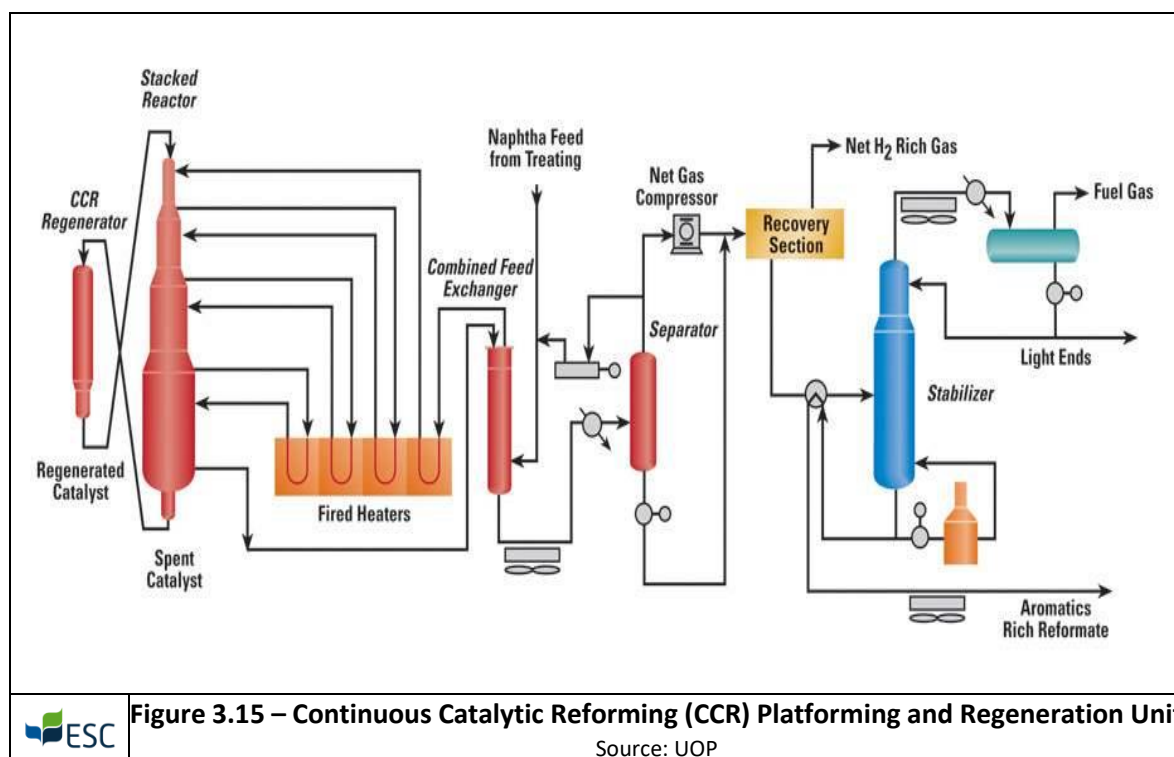 Stacked
Reactor
CCR
Regenerator
Regenerated
Catalyst
Spent
Catalyst
Fired Heaters
Naphtha Feed
from Treating
Combined Feed
Exchanger
Net Gas
Compressor
Separator
Recovery
Section
Net H2 Rich Gas
Fuel Gas
Light Ends
Stabilizer
Aromatics
Rich Reformate
ESC
Figure 3.15 – Continuous Catalytic Reforming (CCR) Platforming and Regeneration Uni
Source: UOP